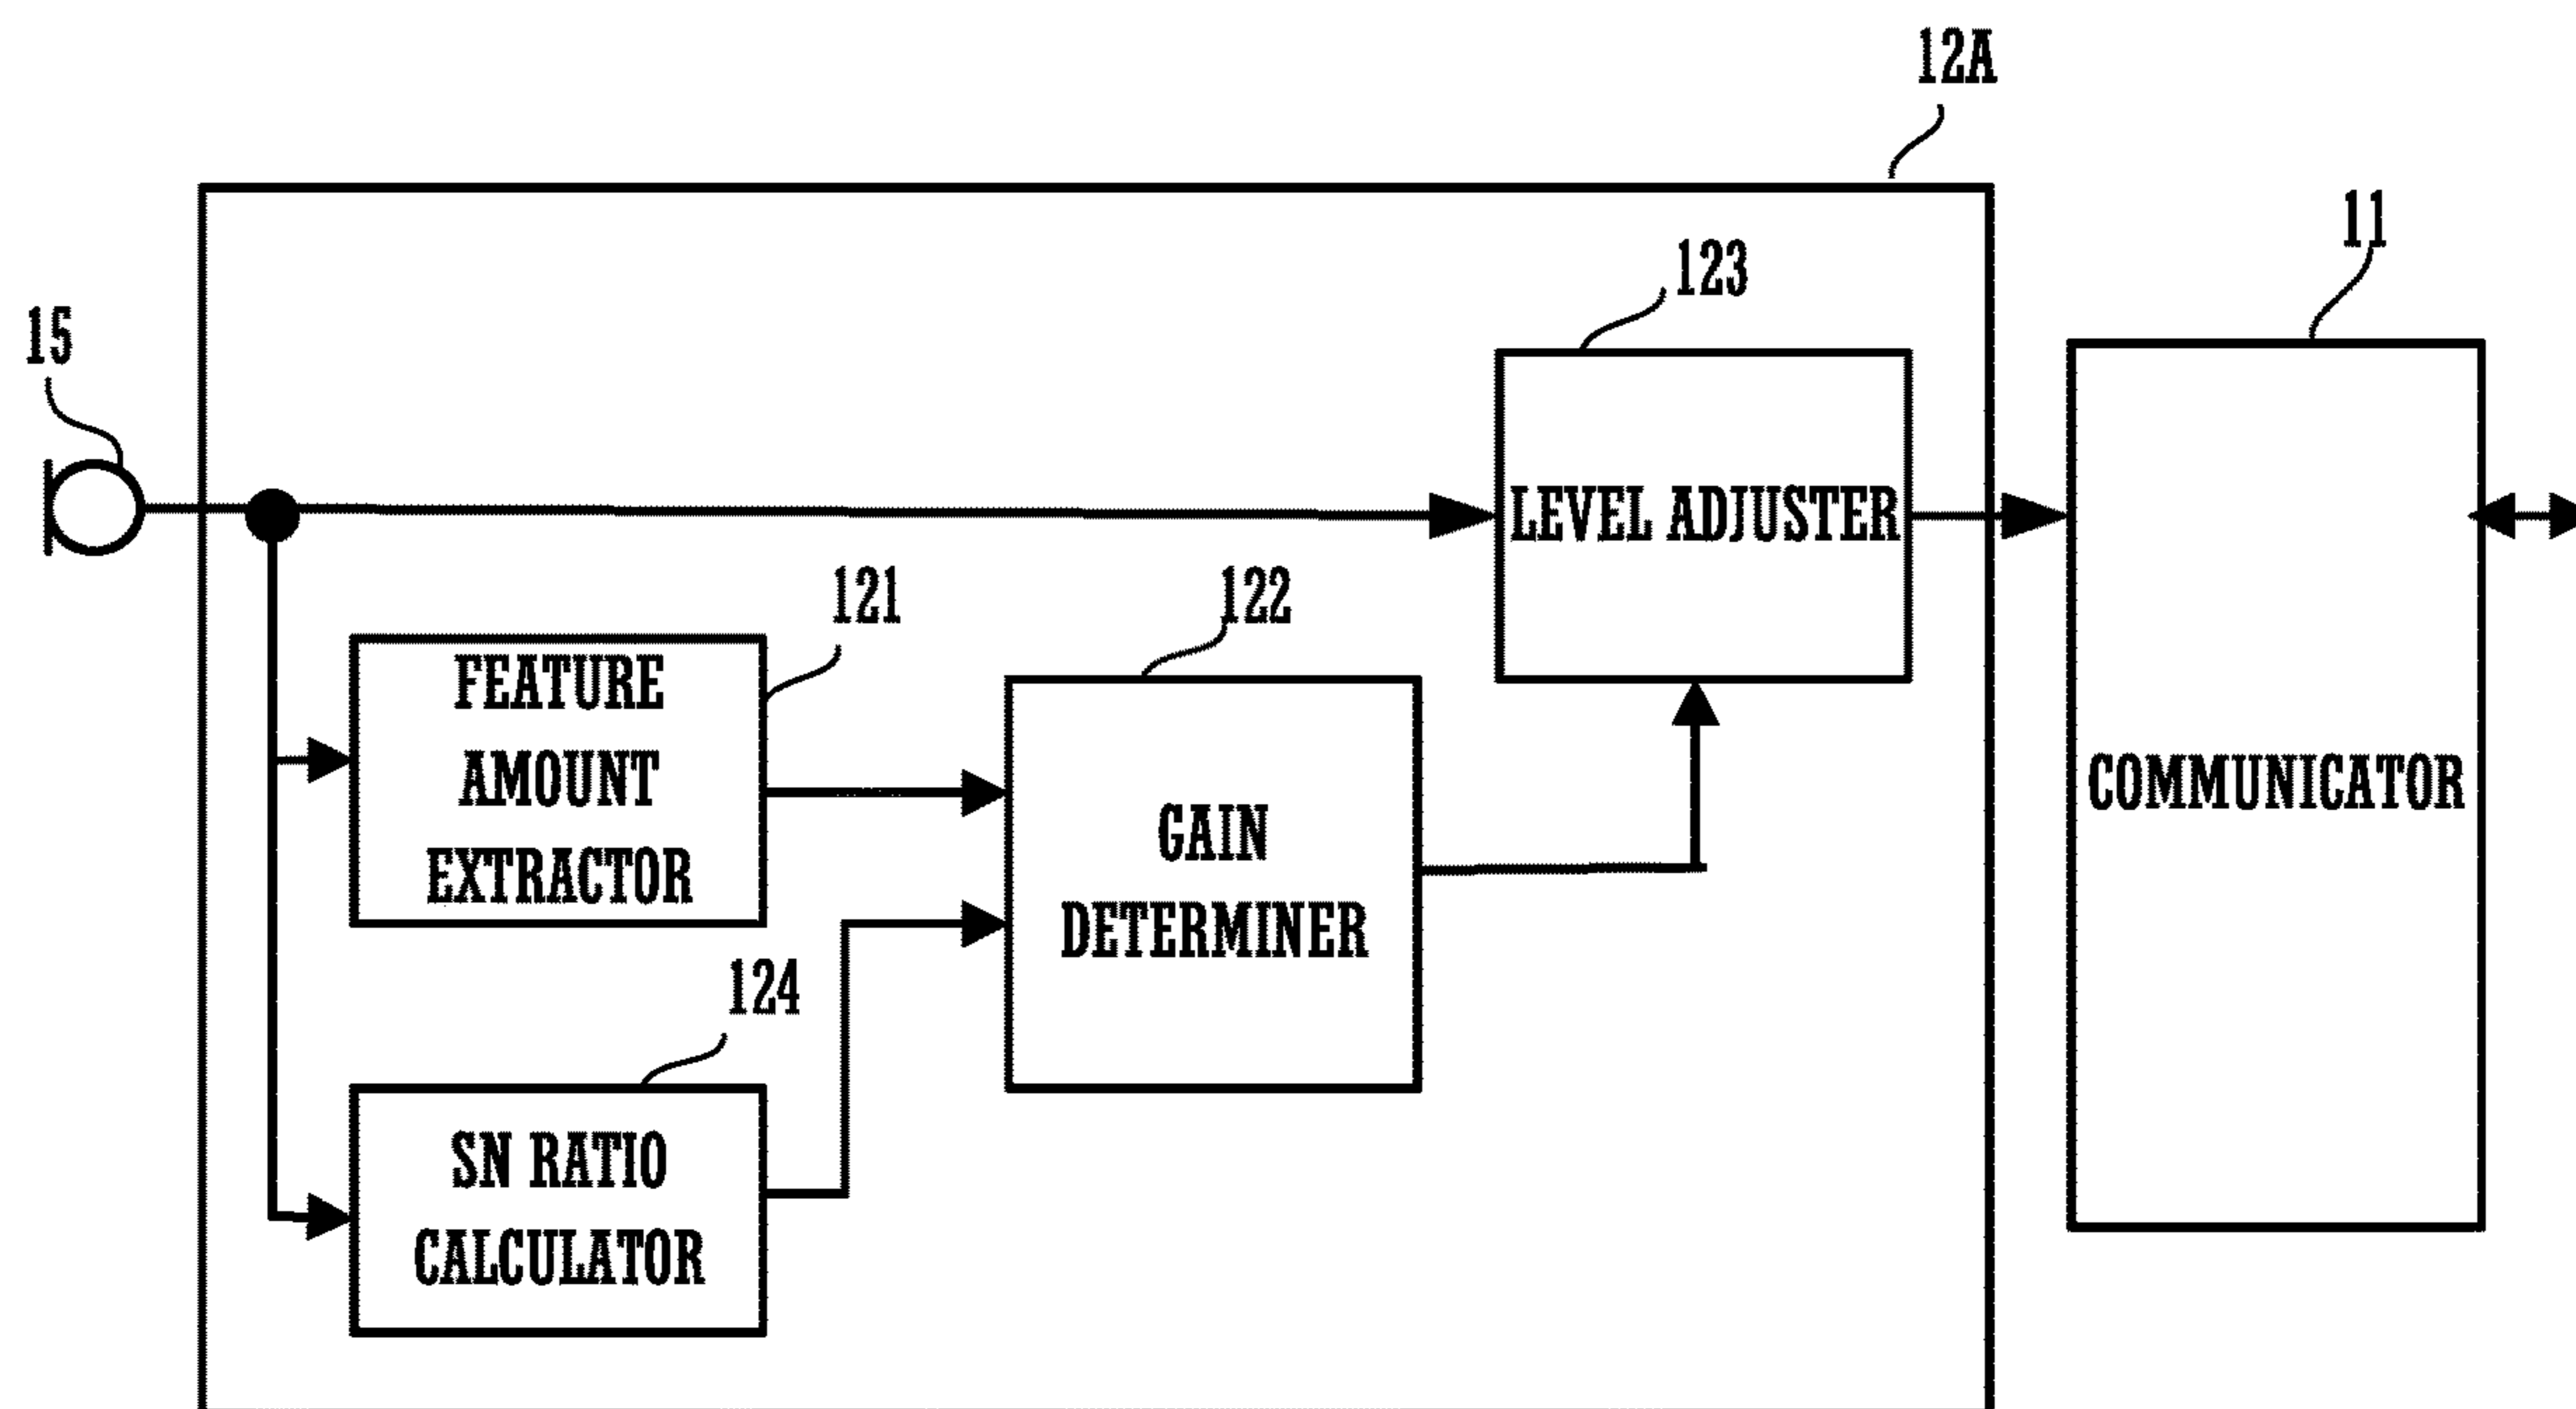 12A
11
123
15
LEVEL ADJUSTER
121
122
FEATURE
AMOUNT
EXTRACTOR
COMMUNICATOR
GAIN
DETERMINER
124
SN RATIO
CALCULATOR